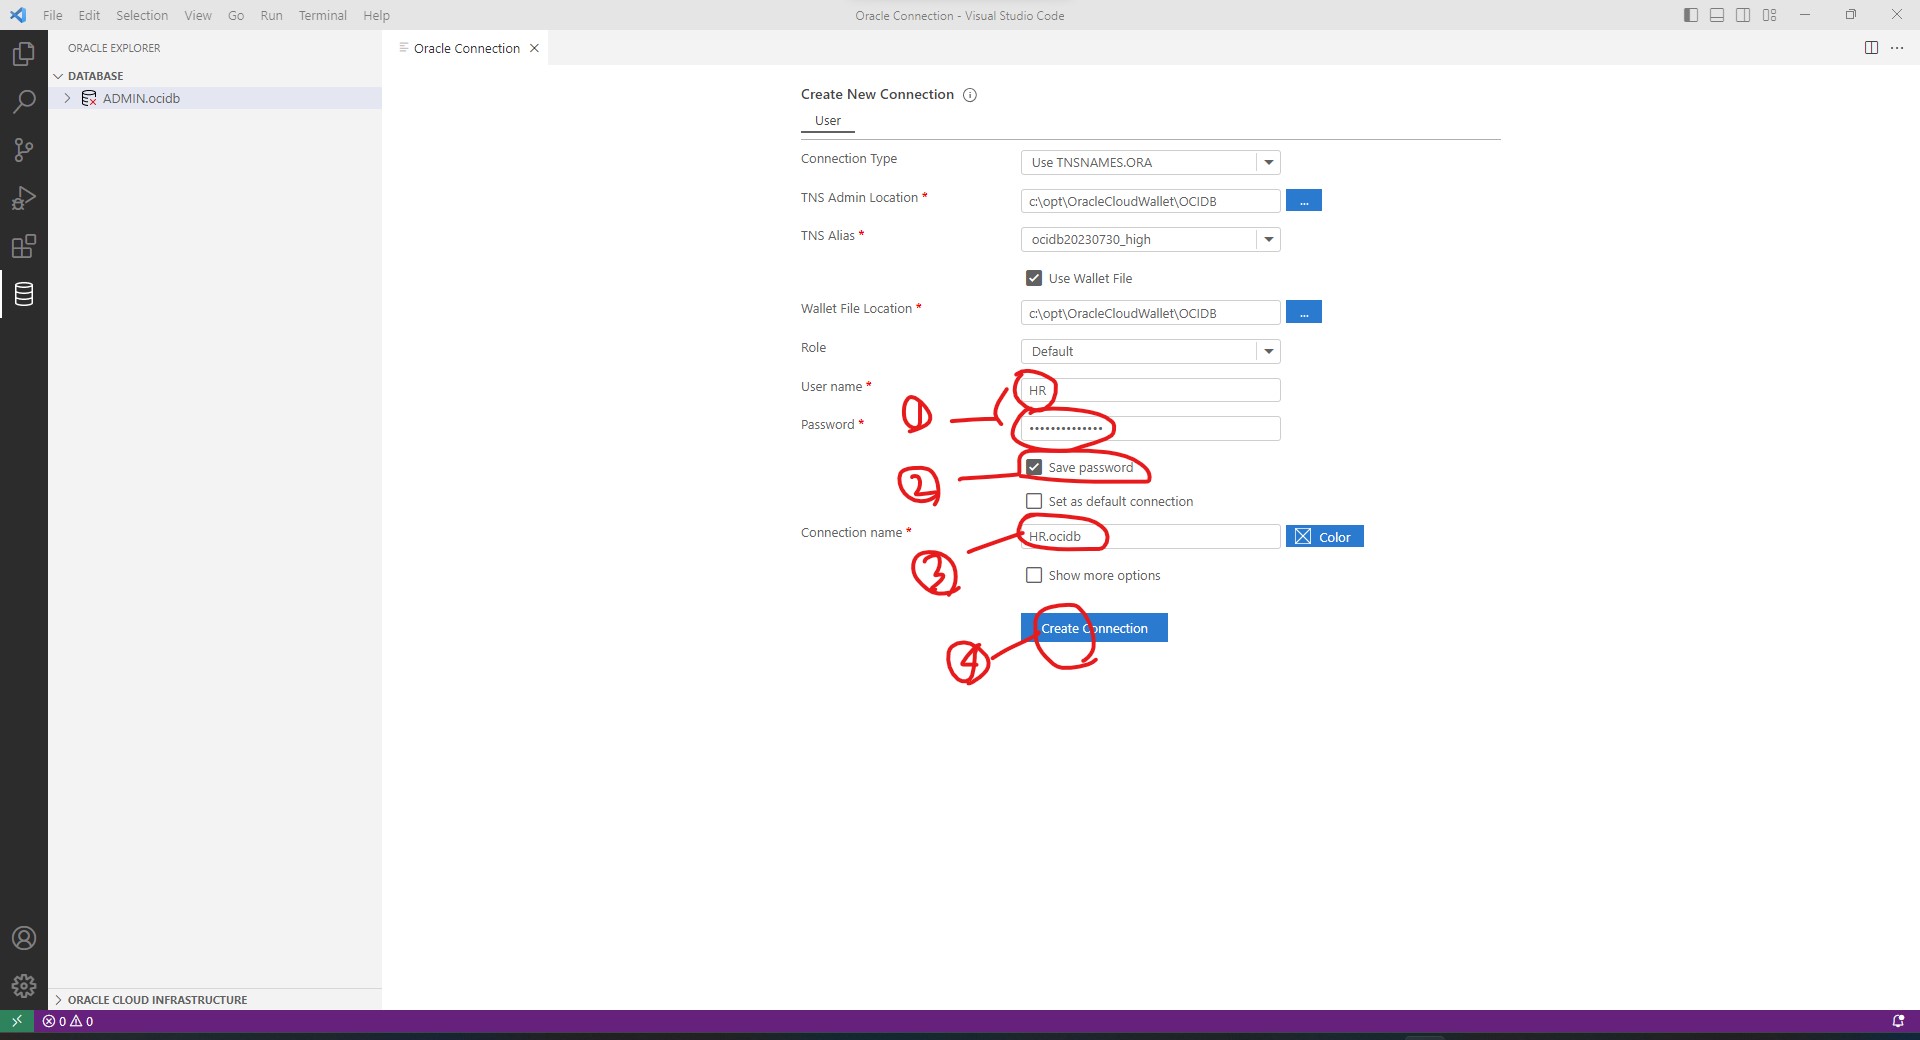 File Edit Selection View Go Run Terminal Help
Oracle Connection - Visual Studio Code
ORACLE EXPLORER
Oracle Connection
DATABASE
ADMIN.ocidb
Create New Connection
User
Connection Type
Use TNSNAMES.ORA
TNS Admin Location *
c:\opt\OracleCloudWallet\OCIDB
...
TNS Alias *
ocidb20230730_high
Use Wallet File
Wallet File Location *
c:\opt\OracleCloudWallet\OCIDB
...
Role
Default
User name *
HR
1
Password *
••••••••••••••
2
Save password
Set as default connection
Connection name *
HR.ocidb
Color
3
Show more options
Create Connection
4
ORACLE CLOUD INFRASTRUCTURE
0 0